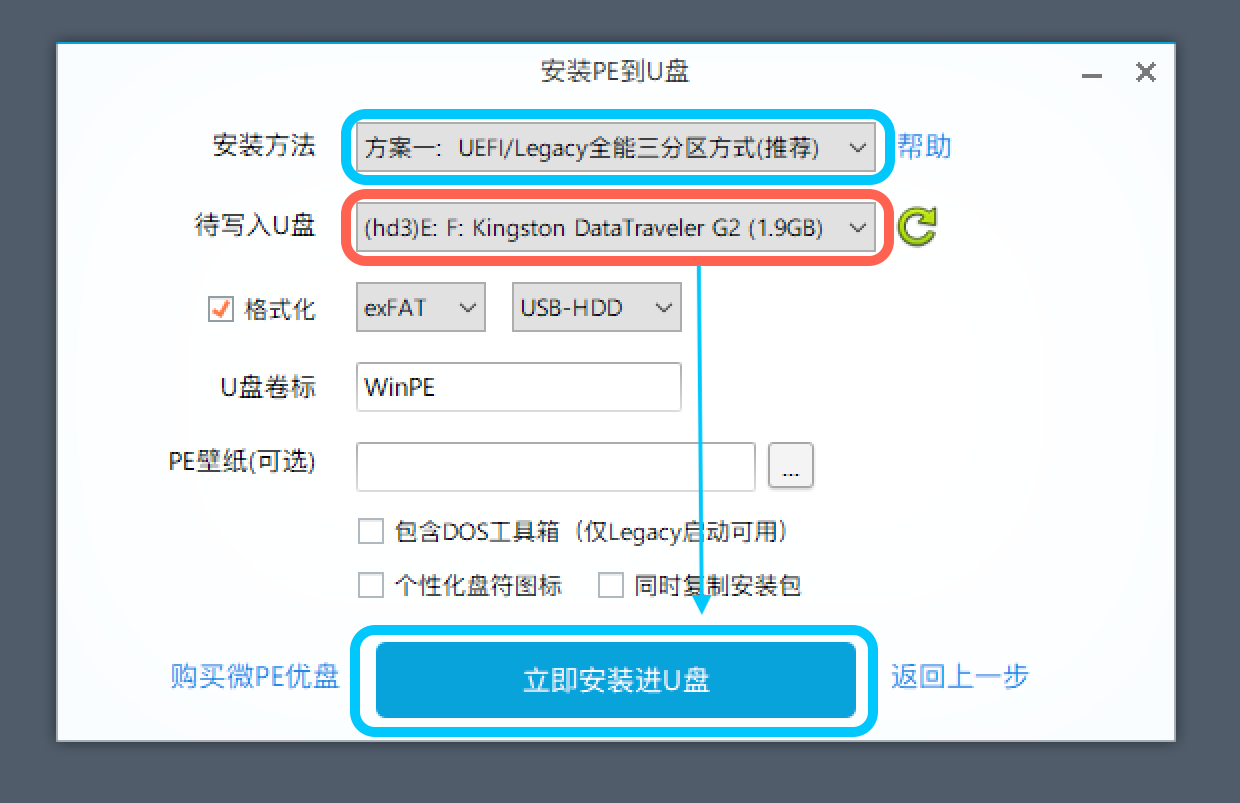 安装PE到U盘
安装方法 方案一：UEFI/Legacy全能三分区方式(推荐) 帮助
待写入U盘 (hd3)E: F: Kingston DataTraveler G2 (1.9GB)
格式化 exFAT USB-HDD
U盘卷标 WinPE
PE壁纸(可选) ...
包含DOS工具箱（仅Legacy启动可用）
个性化盘符图标 同时复制安装包
购买微PE优盘 立即安装进U盘 返回上一步